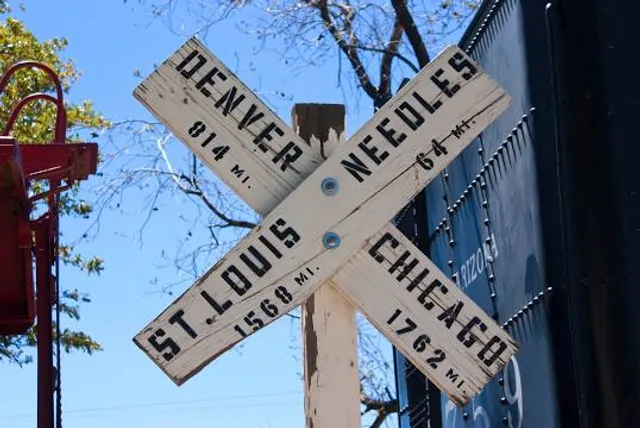 DENVER
814 MI.
NEEDLES
64 MI.
ST.LOUIS
1568 MI.
CHICAGO
1762 MI.
ARIZONA